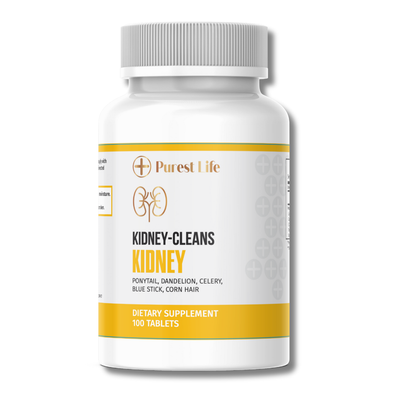 Purest Life
KIDNEY-CLEANS
KIDNEY
PONYTAIL, DANDELION, CELERY,
BLUE STICK, CORN HAIR
DIETARY SUPPLEMENT
100 TABLETS